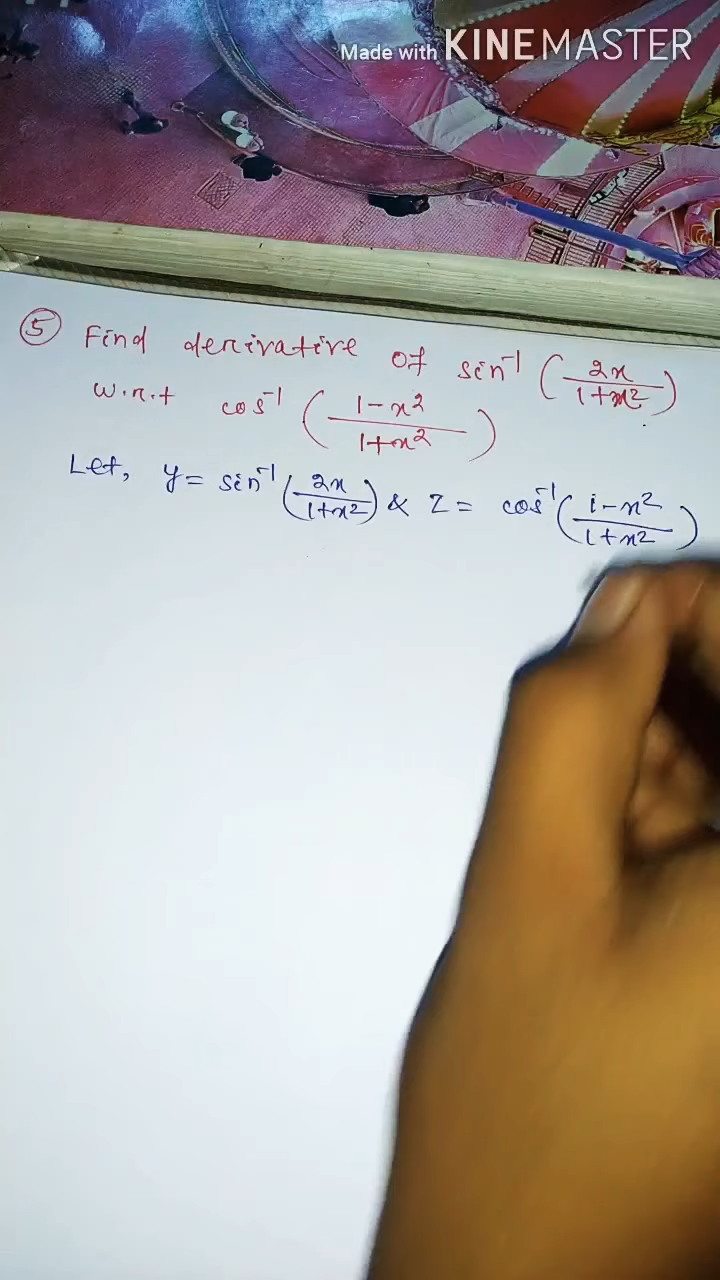 Made with KINEMASTER
⑤ Find derivative of sin⁻¹ (2x/1+x²)
w.r.t cos⁻¹ (1-x²/1+x²)
Let, y= sin⁻¹ (2x/1+x²) & Z = cos⁻¹ (1-x²/1+x²)